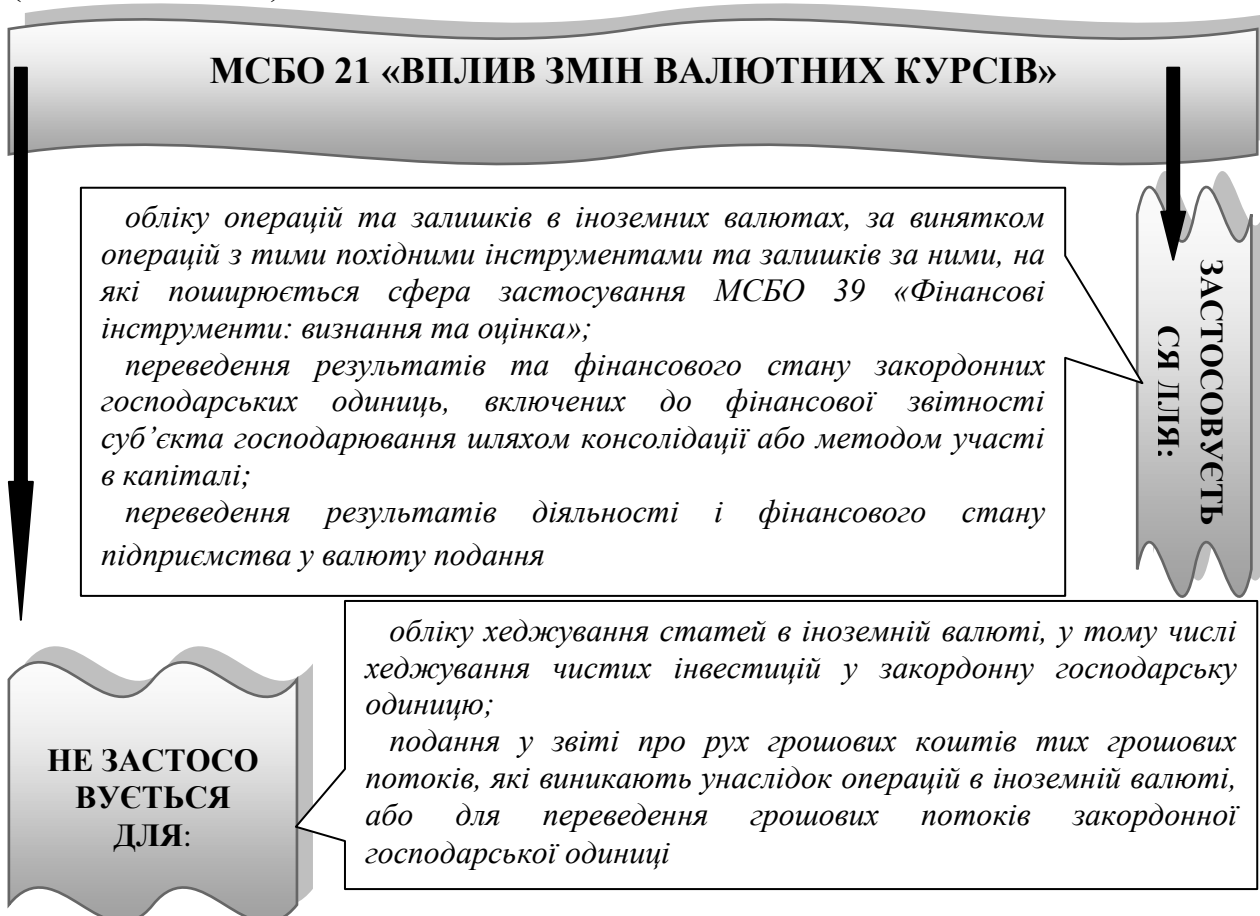 МСБО 21 «ВПЛИВ ЗМІН ВАЛЮТНИХ КУРСІВ»
обліку операцій та залишків в іноземних валютах, за винятком
операцій з тими похідними інструментами та залишків за ними, на
які поширюється сфера застосування МСБО 39 «Фінансові
інструменти: визнання та оцінка»;
переведення результатів та фінансового стану закордонних
господарських одиниць, включених до фінансової звітності
суб’єкта господарювання шляхом консолідації або методом участі
в капіталі;
переведення результатів діяльності і фінансового стану
підприємства у валюту подання
ЗАСТОСОВУЄТЬ
СЯ ДЛЯ:
обліку хеджування статей в іноземній валюті, у тому числі
хеджування чистих інвестицій у закордонну господарську
одиницю;
подання у звіті про рух грошових коштів тих грошових
потоків, які виникають унаслідок операцій в іноземній валюті,
або для переведення грошових потоків закордонної
господарської одиниці
НЕ ЗАСТОСО
ВУЄТЬСЯ
ДЛЯ: